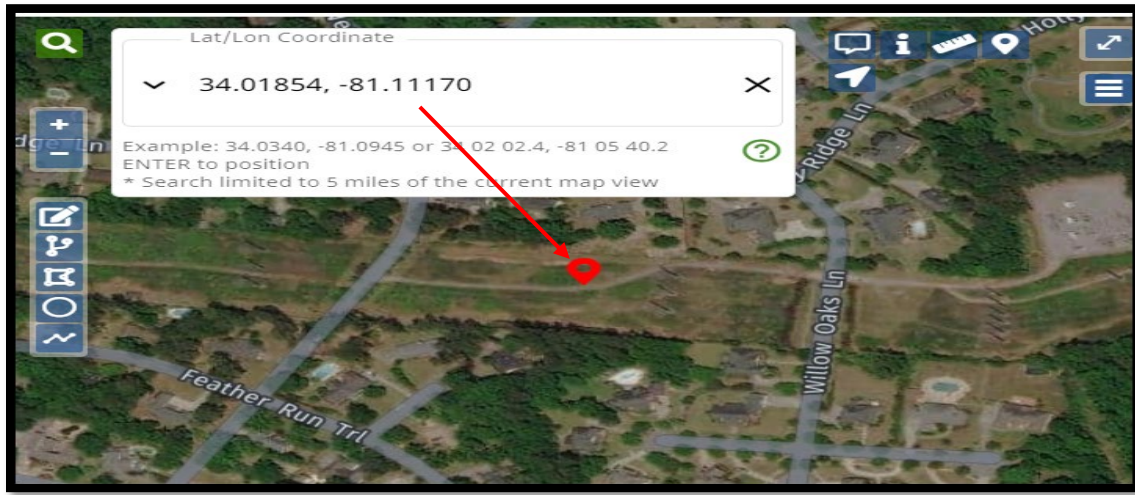 Lat/Lon Coordinate
34.01854, -81.11170
Example: 34.0340, -81.0945 or 34 02 02.4, -81 05 40.2
ENTER to position
* Search limited to 5 miles of the current map view
Ridge Ln
dge Ln
Willow Oaks Ln
Feather Run Trl